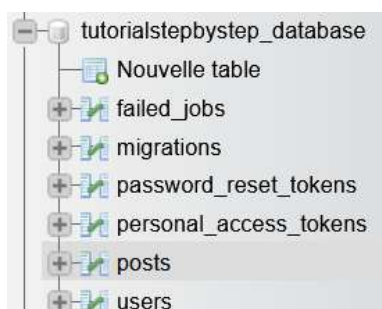 tutorialstepbystep_database
Nouvelle table
failed_jobs
migrations
password_reset_tokens
personal_access_tokens
posts
users